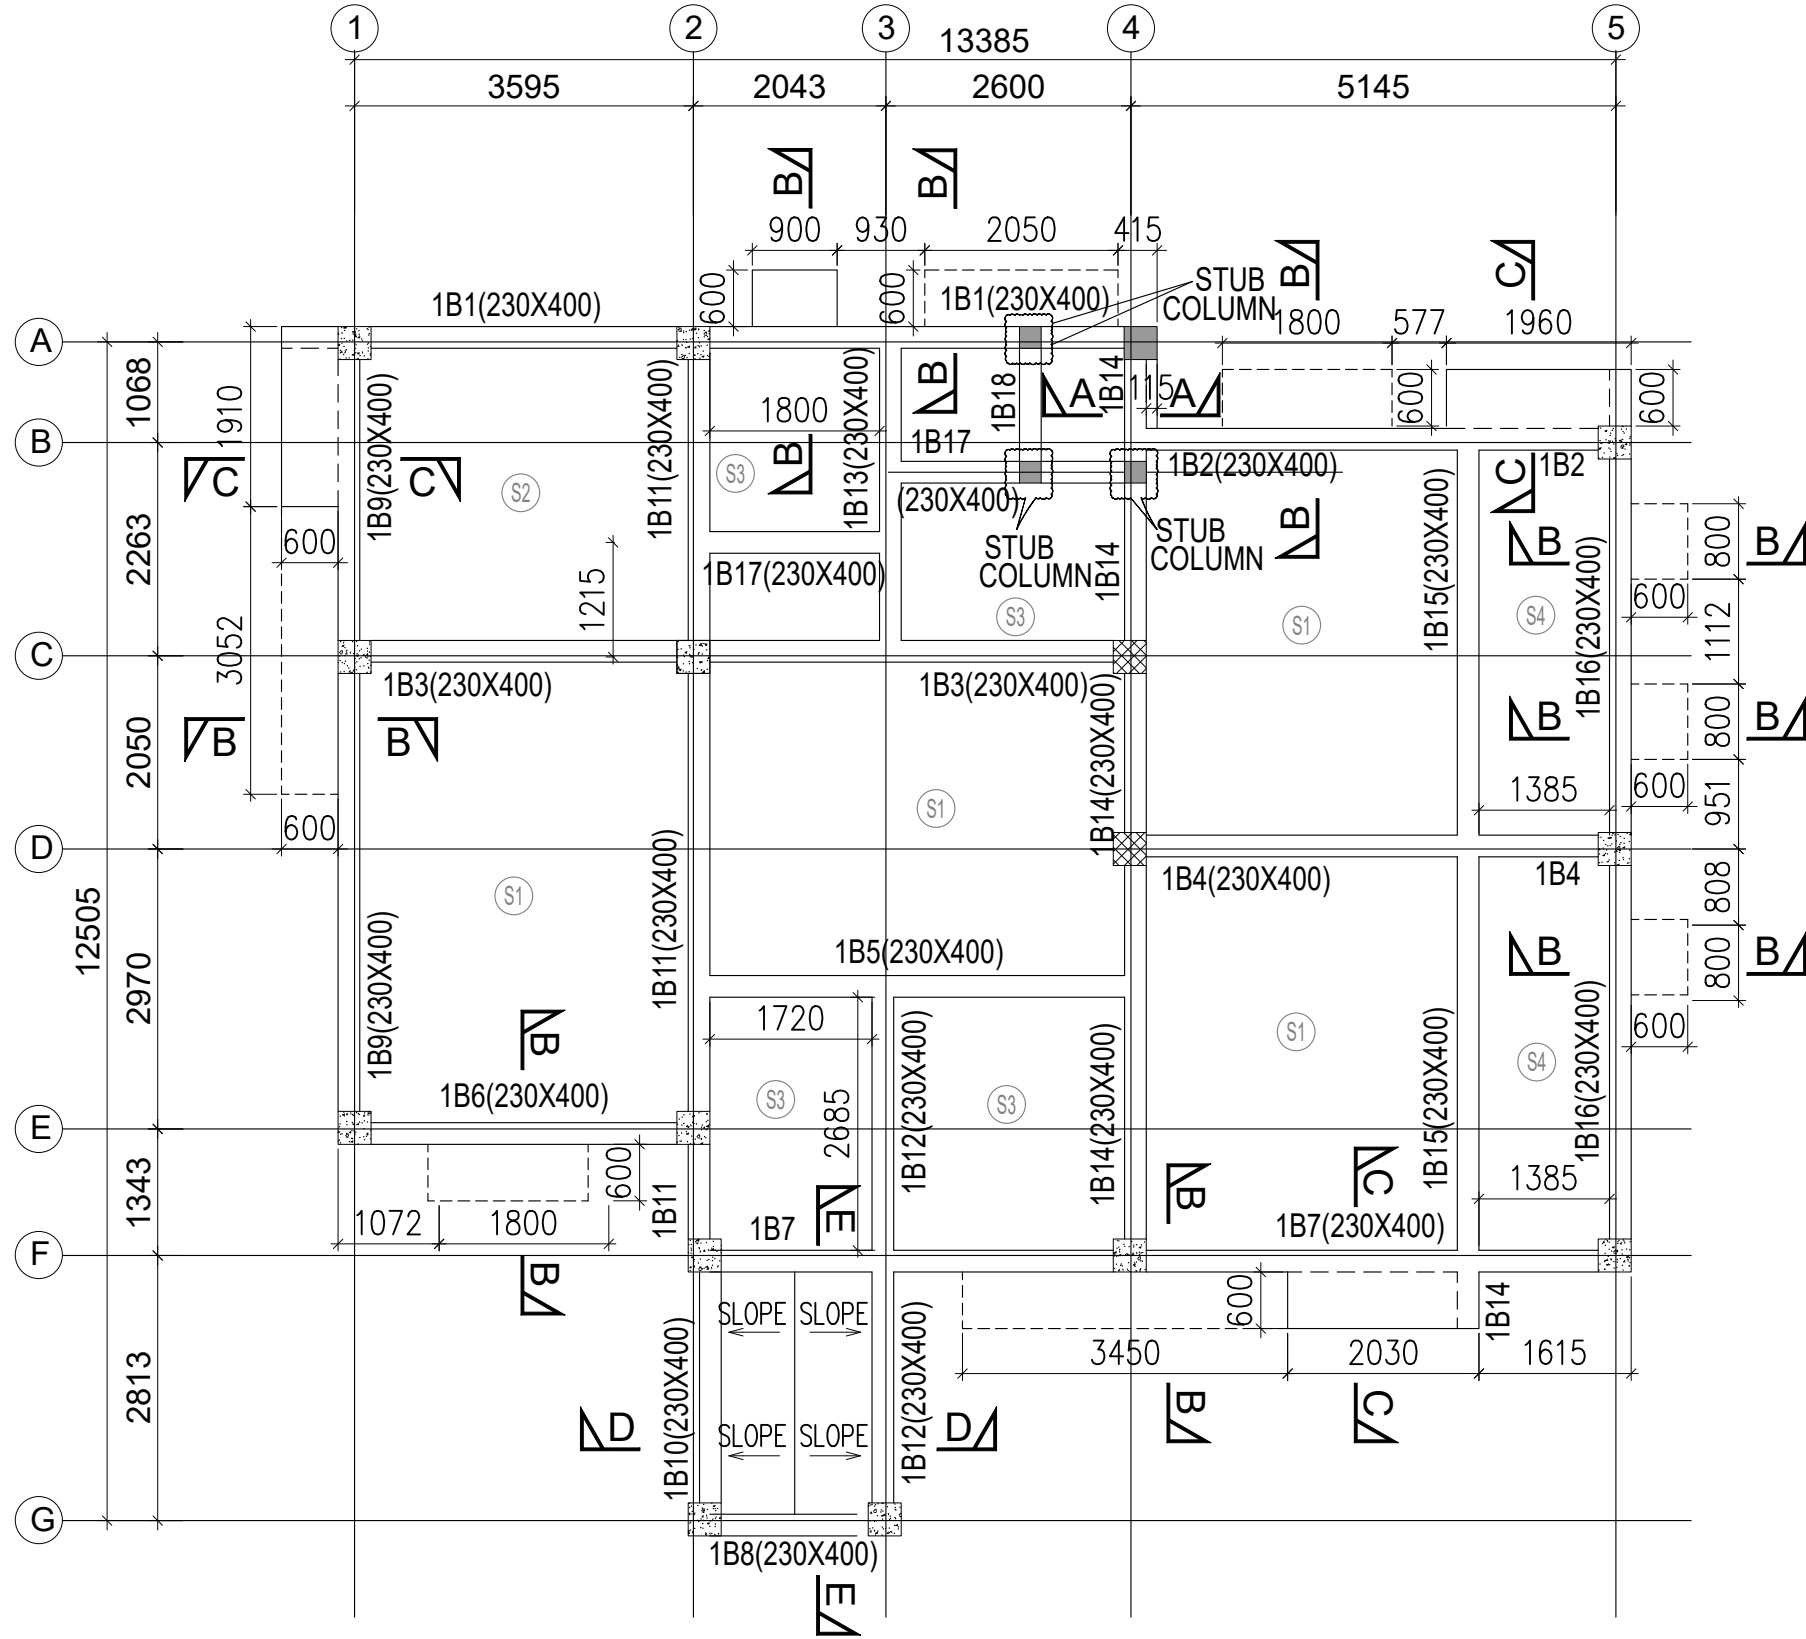 1 2 3 4 5
13385
3595 2043 2600 5145
B B
900 930 2050 415
B C
STUB
COLUMN
600 600
1B1(230X400) 1B1(230X400)
1800 577 1960
A
1068
1910
1B9(230X400)
1B11(230X400)
1800
1B13(230X400)
B
1B18
A
1B14
115
A
600
600
B
1B17
1B2(230X400)
1B2
C C
S2
S3
B
C
(230X400)
STUB
COLUMN
STUB
COLUMN
B
B B
800
2263
600
1215
1B17(230X400)
1B14
S3
S1
1B15(230X400)
S4
1B16(230X400)
600
1112
3052
C
1B3(230X400) 1B3(230X400)
1B14(230X400)
2050
B B
B B
800
1385
600
951
S1
600
D
12505
1B11(230X400)
1B4(230X400)
1B4
808
S1
1B5(230X400)
B B
800
2970
1B9(230X400)
B
1720
1B12(230X400)
1B14(230X400)
S1
1B15(230X400)
1B16(230X400)
600
S4
1B6(230X400)
S3
2685
S3
E
1343
600
1B11
1072 1800
1B7
E
B
C
1385
1B7(230X400)
F
B
SLOPE SLOPE
600
1B14
2813
1B10(230X400)
1B12(230X400)
3450 2030 1615
D D
B C
SLOPE SLOPE
G
1B8(230X400)
E